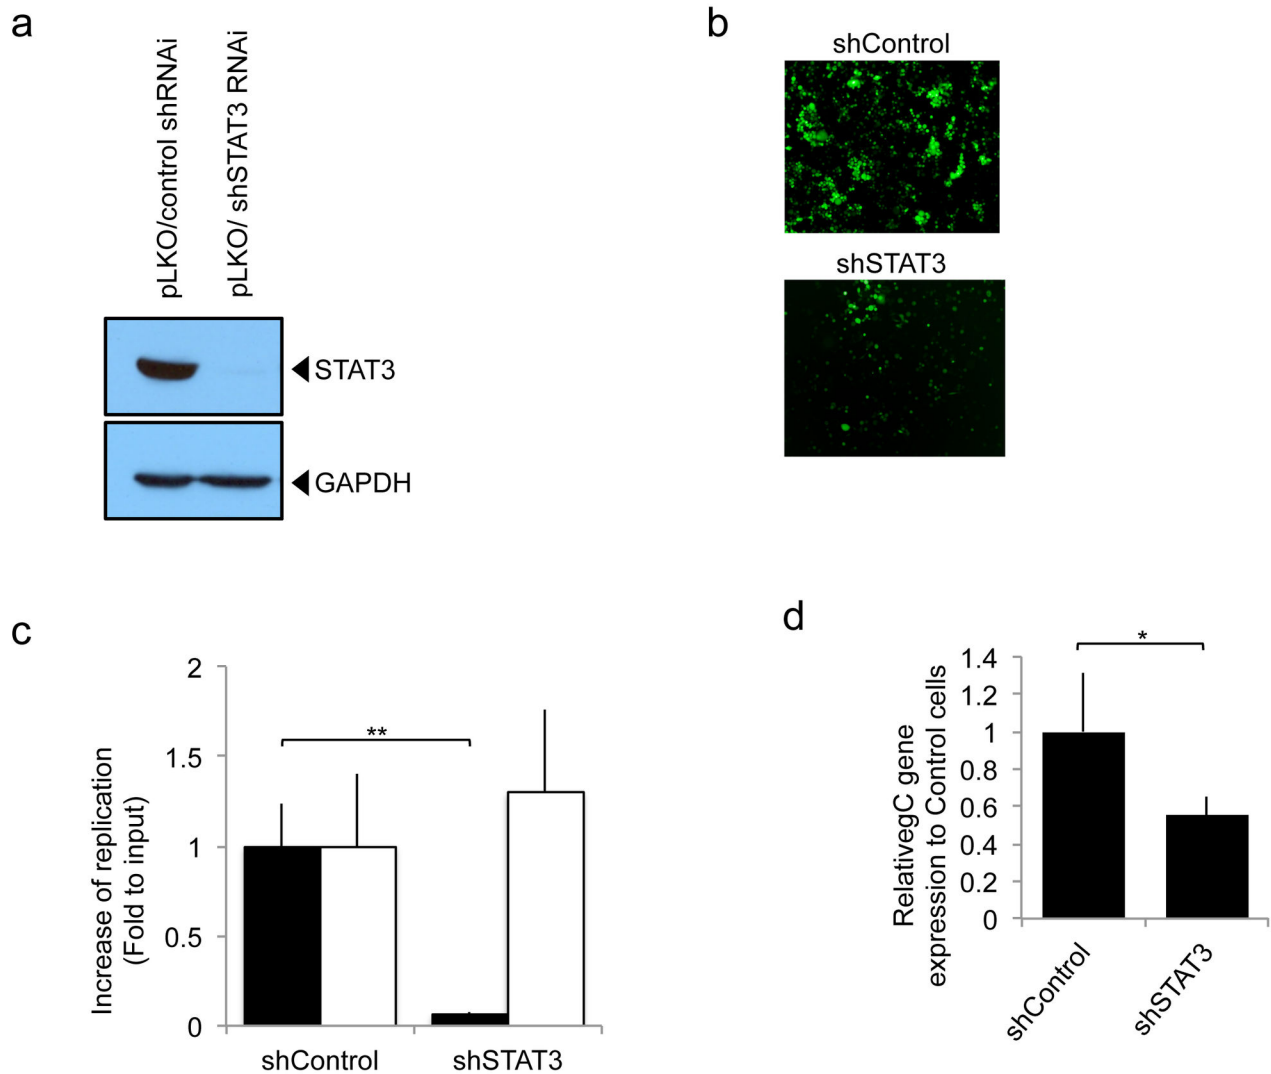 a
pLKO/control shRNAi
pLKO/ shSTAT3 RNAi
STAT3
GAPDH
b
shControl
shSTAT3
c
Increase of replication
(Fold to input)
2
1.5
1
0.5
0
**
shControl
shSTAT3
d
RelativegC gene
expression to Control cells
1.4
1.2
1
0.8
0.6
0.4
0.2
0
*
shControl
shSTAT3